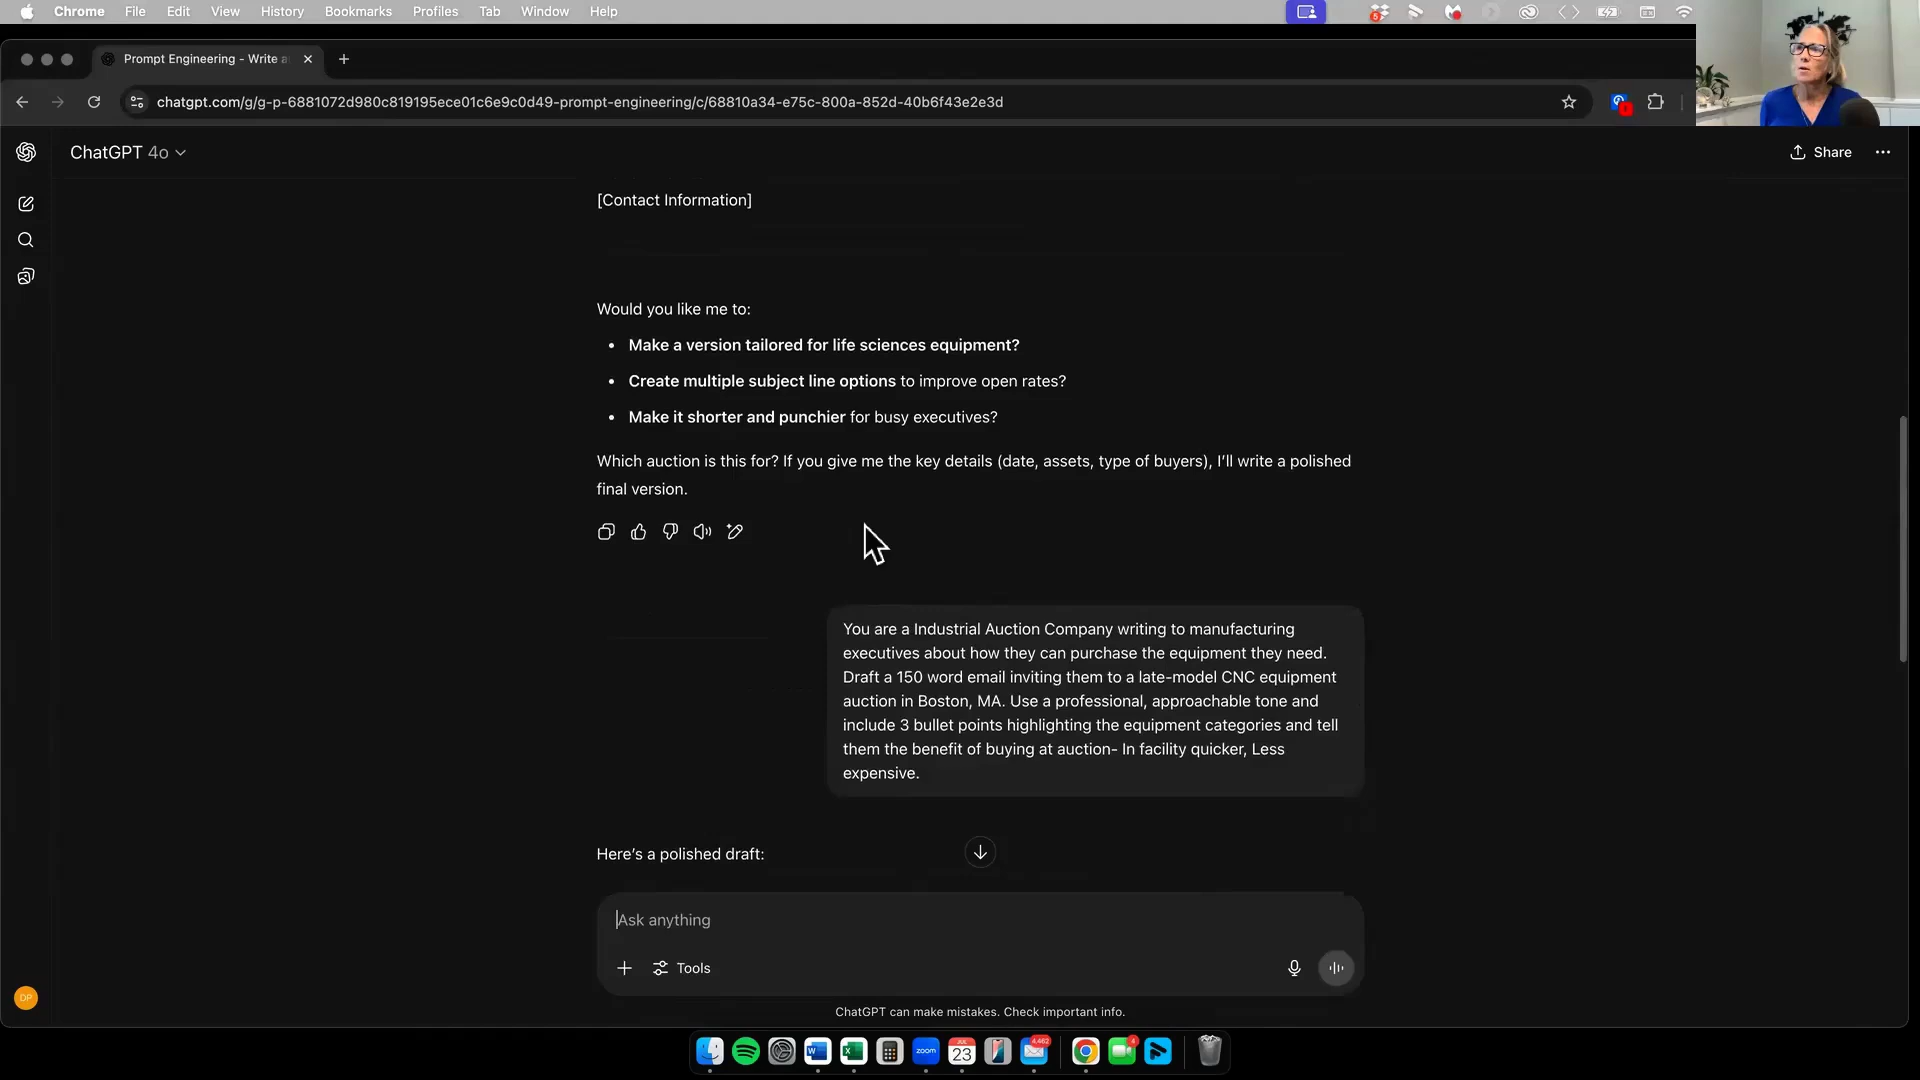 Chrome File Edit View History Bookmarks Profiles Tab Window Help
5
Prompt Engineering - Write a
chatgpt.com/g/g-p-6881072d980c819195ece01c6e9c0d49-prompt-engineering/c/68810a34-e75c-800a-852d-40b6f43e2e3d
ChatGPT 4o
Share
[Contact Information]
Would you like me to:
• Make a version tailored for life sciences equipment?
• Create multiple subject line options to improve open rates?
• Make it shorter and punchier for busy executives?
Which auction is this for? If you give me the key details (date, assets, type of buyers), I’ll write a polished
final version.
You are a Industrial Auction Company writing to manufacturing
executives about how they can purchase the equipment they need.
Draft a 150 word email inviting them to a late-model CNC equipment
auction in Boston, MA. Use a professional, approachable tone and
include 3 bullet points highlighting the equipment categories and tell
them the benefit of buying at auction- In facility quicker, Less
expensive.
Here’s a polished draft:
Ask anything
Tools
DP
ChatGPT can make mistakes. Check important info.
W
X
zoom
JUL
23
4,462